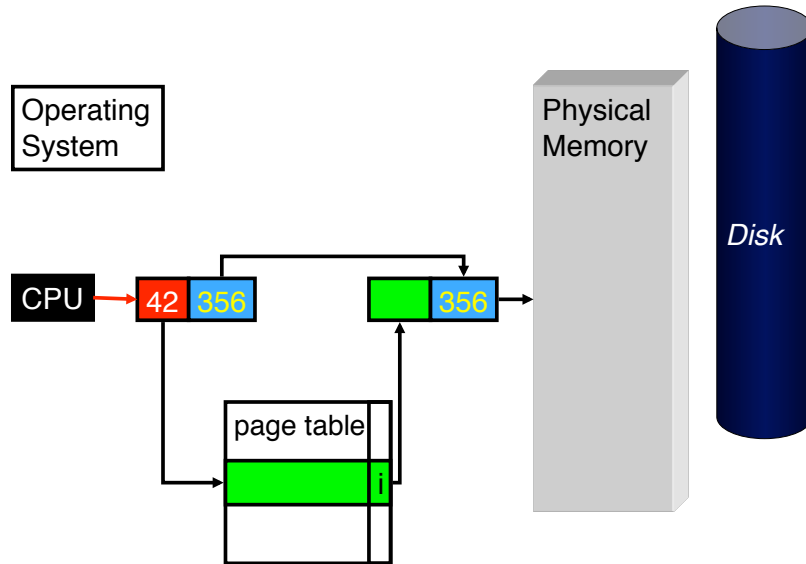 Operating
System
Physical
Memory
Disk
CPU
42 356
356
page table
i